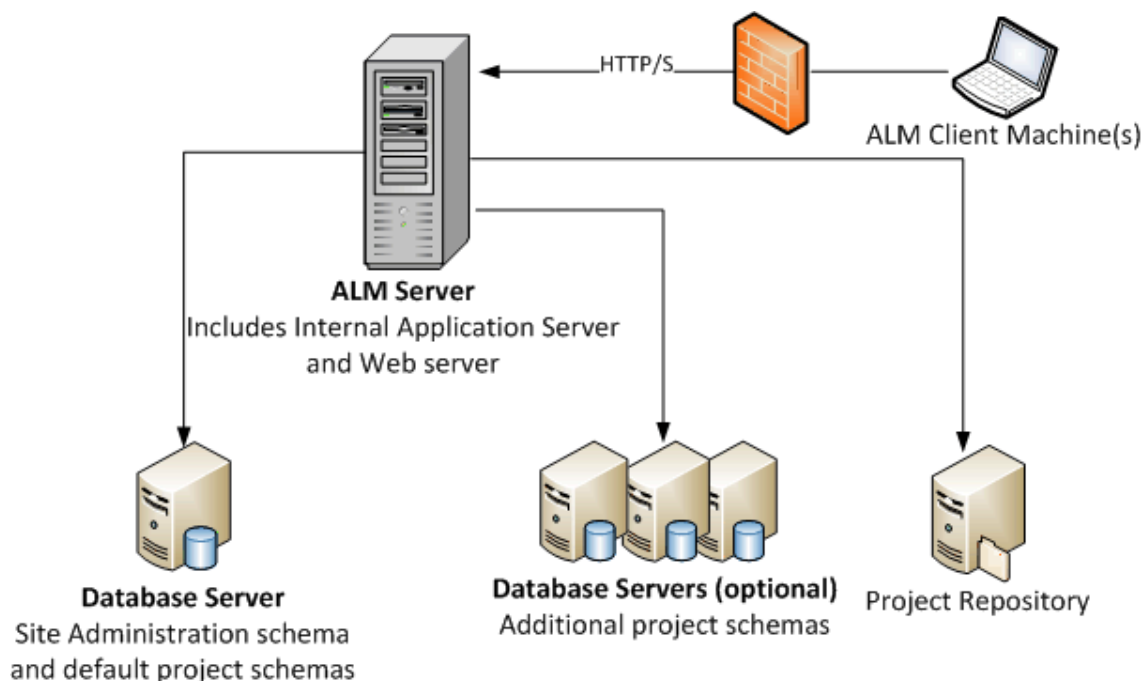 HTTP/S
ALM Client Machine(s)
ALM Server
Includes Internal Application Server
and Web server
Database Server
Site Administration schema
and default project schemas
Database Servers (optional)
Additional project schemas
Project Repository